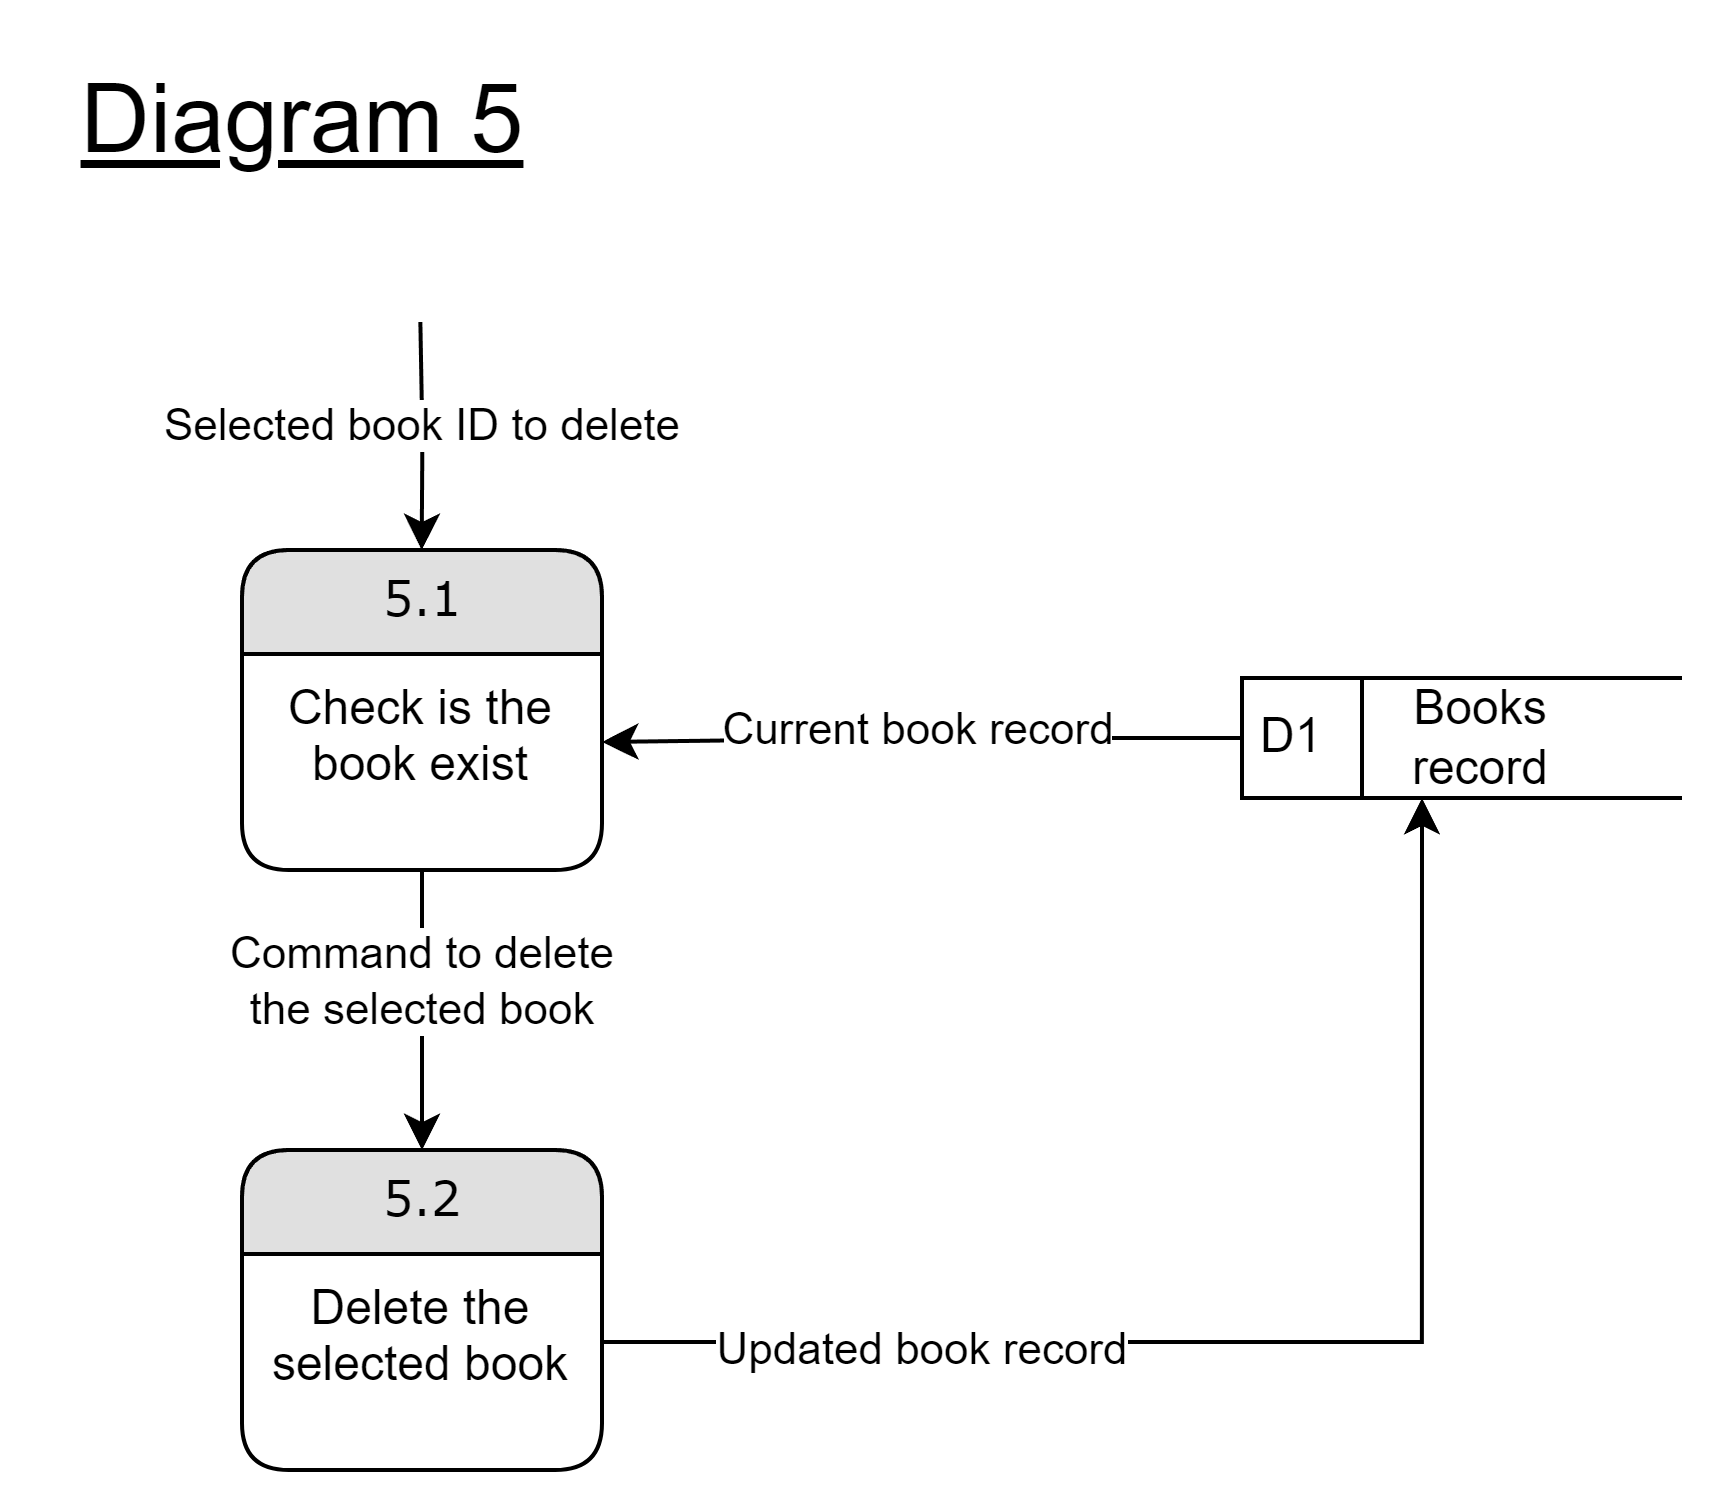 Diagram 5
Selected book ID to delete
5.1
Check is the
book exist
Current book record
D1
Books
record
Command to delete
the selected book
5.2
Delete the
selected book
Updated book record